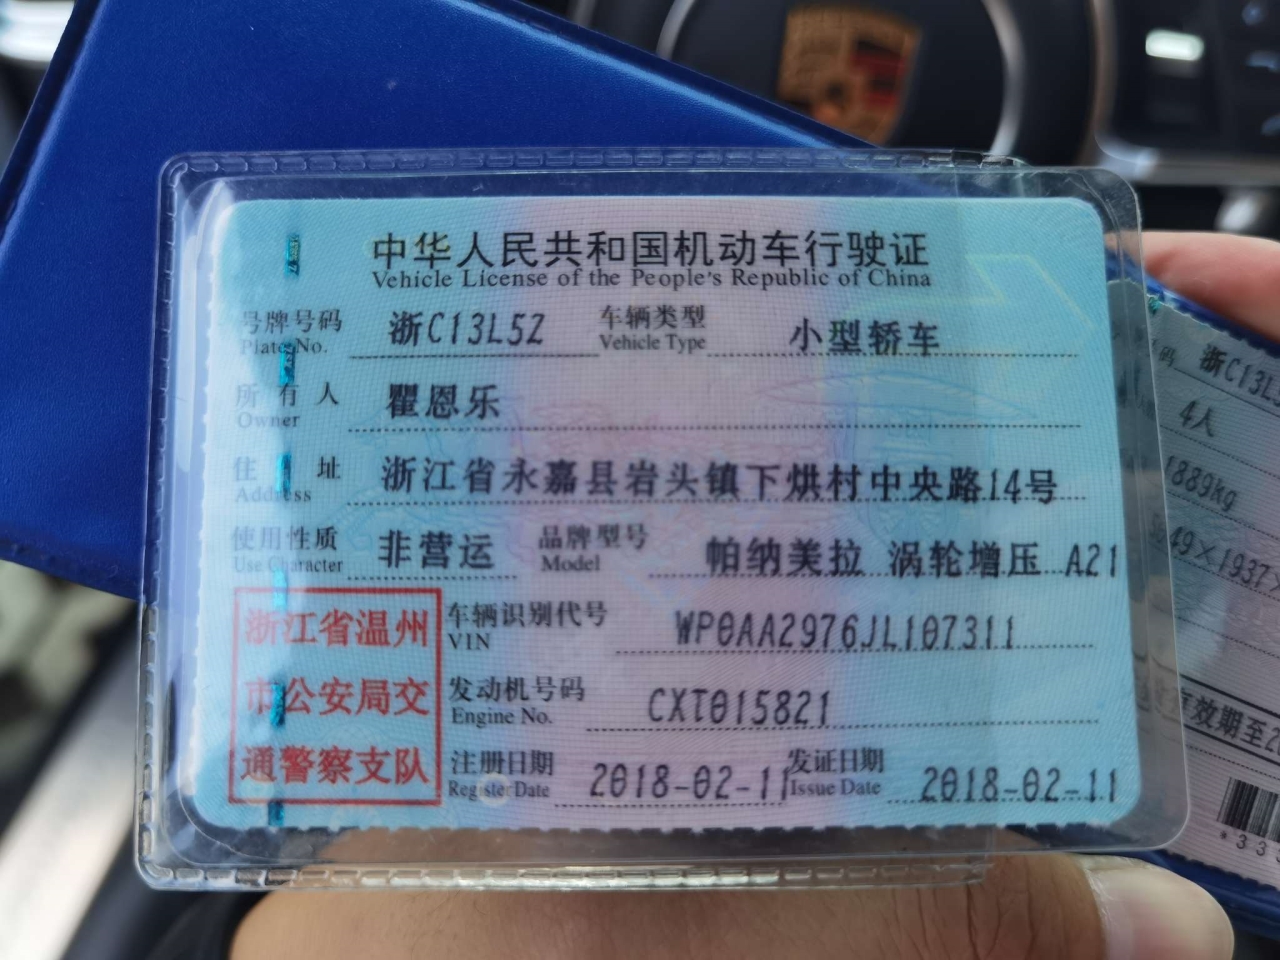 中华人民共和国机动车行驶证
Vehicle License of the People's Republic of China
号牌号码 浙C13L5Z 车辆类型 小型轿车
Plate No. Vehicle Type
所有人 瞿恩乐
Owner
住址 浙江省永嘉县岩头镇下烘村中央路14号
Address
使用性质 非营运 品牌型号 帕纳美拉 涡轮增压 A21
Use Character Model
浙江省温州
市公安局交
通警察支队
车辆识别代号 WP0AA2976JL107311
VIN
发动机号码 CXT015821
Engine No.
注册日期 2018-02-11 发证日期 2018-02-11
Register Date Issue Date
码 浙C13L5
4人
1889kg
49×1937×
有效期至2
*33